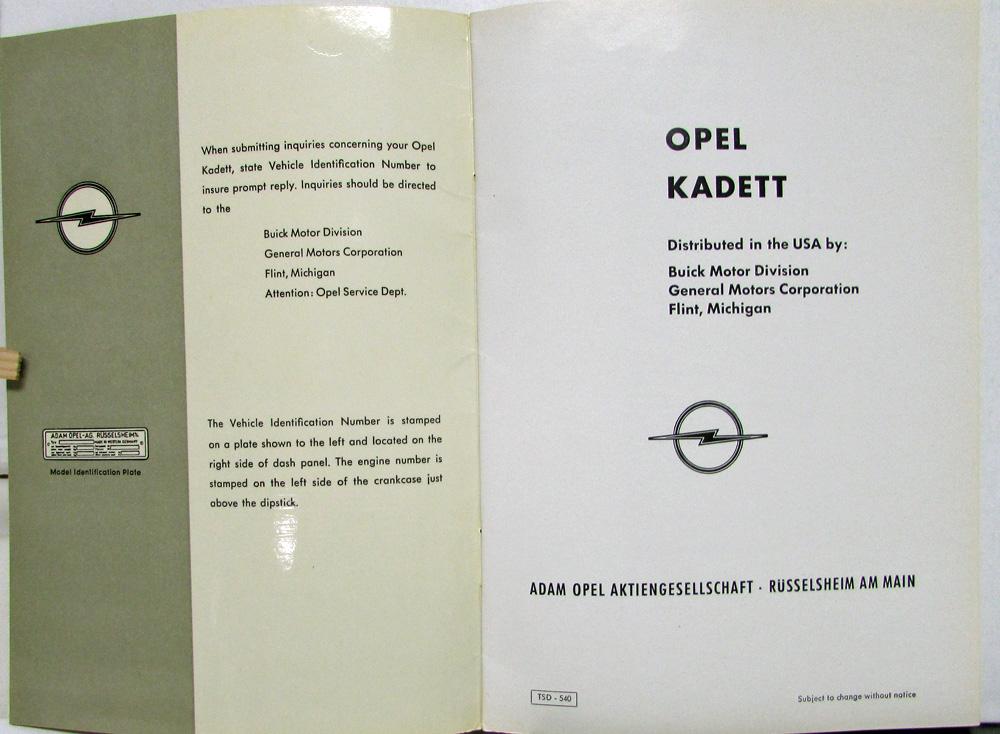 When submitting inquiries concerning your Opel
Kadett, state Vehicle Identification Number to
insure prompt reply. Inquiries should be directed
to the
Buick Motor Division
General Motors Corporation
Flint, Michigan
Attention: Opel Service Dept.
ADAM OPEL-AG. RÜSSELSHEIM
MADE IN WESTERN GERMANY
Model Identification Plate
The Vehicle Identification Number is stamped
on a plate shown to the left and located on the
right side of dash panel. The engine number is
stamped on the left side of the crankcase just
above the dipstick.
OPEL
KADETT
Distributed in the USA by:
Buick Motor Division
General Motors Corporation
Flint, Michigan
ADAM OPEL AKTIENGESELLSCHAFT · RÜSSELSHEIM AM MAIN
TSD - 540
Subject to change without notice